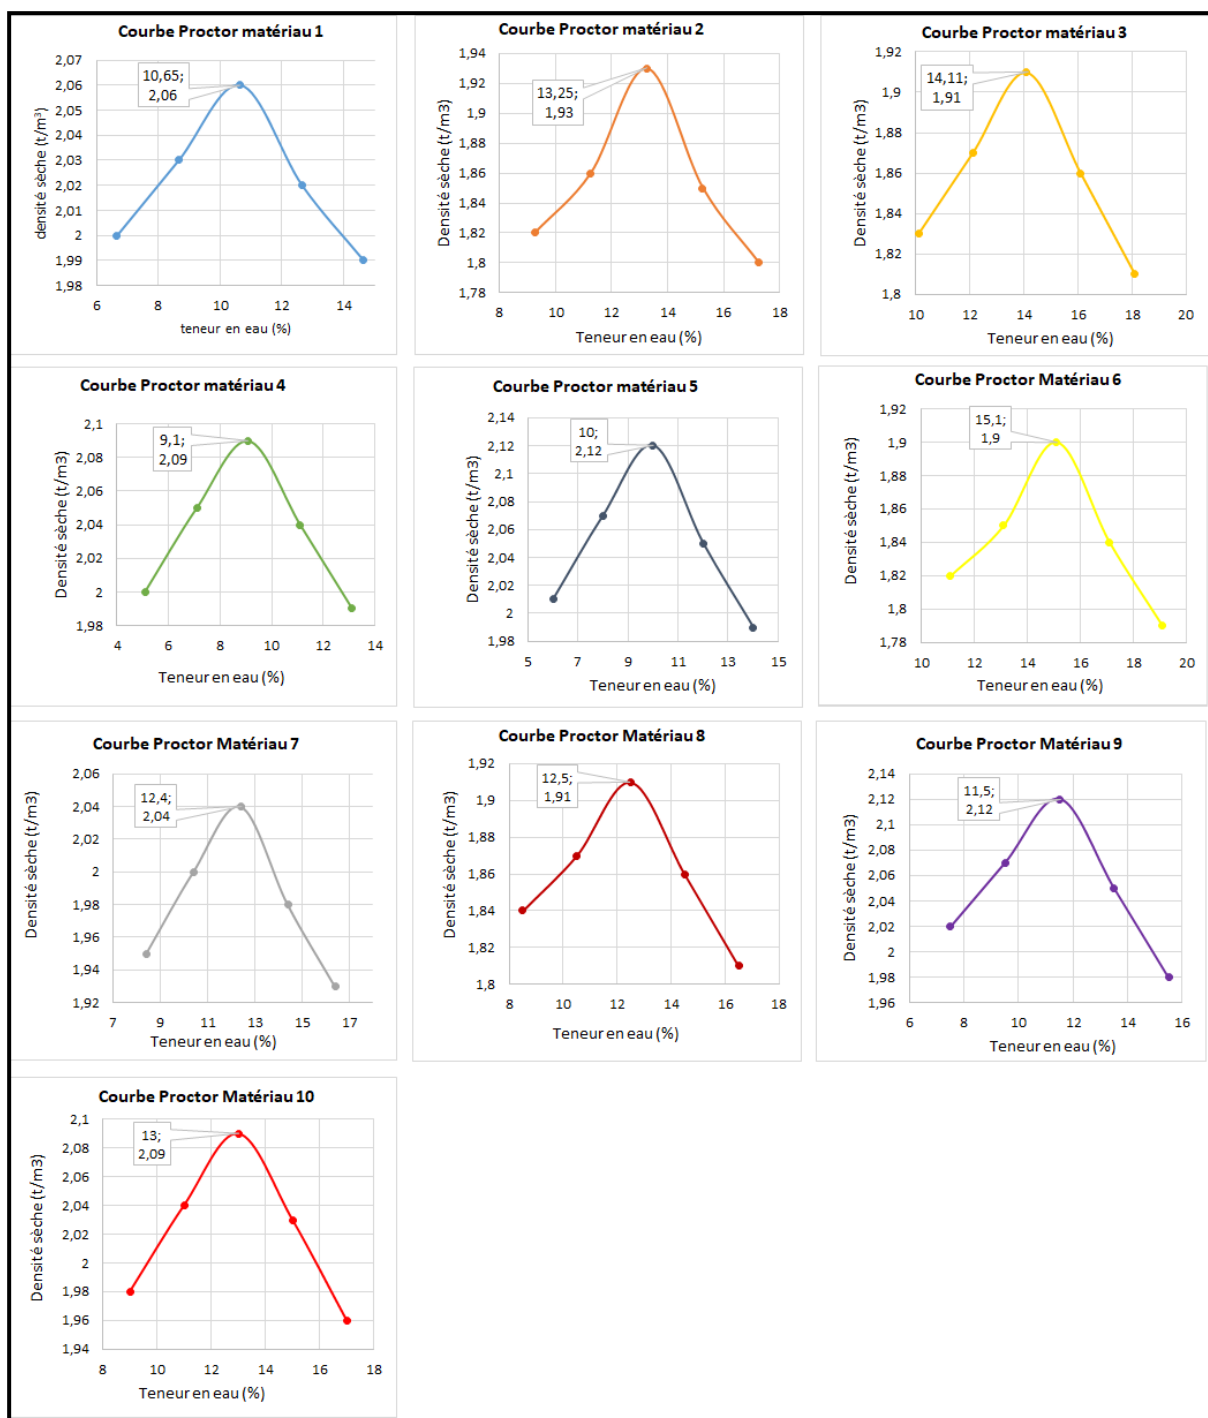 Courbe Proctor matériau 1
2,07
2,06
2,05
2,04
2,03
2,02
2,01
2
1,99
1,98
10,65;
2,06
6 8 10 12 14
densité sèche (t/m³)
teneur en eau (%)
Courbe Proctor matériau 2
1,94
1,92
1,9
1,88
1,86
1,84
1,82
1,8
1,78
13,25;
1,93
8 10 12 14 16 18
Densité sèche (t/m3)
Teneur en eau (%)
Courbe Proctor matériau 3
1,92
1,9
1,88
1,86
1,84
1,82
1,8
14,11;
1,91
10 12 14 16 18 20
Densité sèche (t/m3)
Teneur en eau (%)
Courbe Proctor matériau 4
2,1
2,08
2,06
2,04
2,02
2
1,98
9,1;
2,09
4 6 8 10 12 14
Densité sèche (t/m3)
Teneur en eau (%)
Courbe Proctor matériau 5
2,14
2,12
2,1
2,08
2,06
2,04
2,02
2
1,98
10;
2,12
5 7 9 11 13 15
Densité sèche (t/m3)
Teneur en eau (%)
Courbe Proctor Matériau 6
1,92
1,9
1,88
1,86
1,84
1,82
1,8
1,78
15,1;
1,9
10 12 14 16 18 20
Densité sèche (t/m3)
Teneur en eau (%)
Courbe Proctor Matériau 7
2,06
2,04
2,02
2
1,98
1,96
1,94
1,92
12,4;
2,04
7 9 11 13 15 17
Densité sèche (t/m3)
Teneur en eau (%)
Courbe Proctor Matériau 8
1,92
1,9
1,88
1,86
1,84
1,82
1,8
12,5;
1,91
8 10 12 14 16 18
Densité sèche (t/m3)
Teneur en eau (%)
Courbe Proctor Matériau 9
2,14
2,12
2,1
2,08
2,06
2,04
2,02
2
1,98
1,96
11,5;
2,12
6 8 10 12 14 16
Densité sèche (t/m3)
Teneur en eau (%)
Courbe Proctor Matériau 10
2,1
2,08
2,06
2,04
2,02
2
1,98
1,96
1,94
13;
2,09
8 10 12 14 16 18
Densité sèche (t/m3)
Teneur en eau (%)